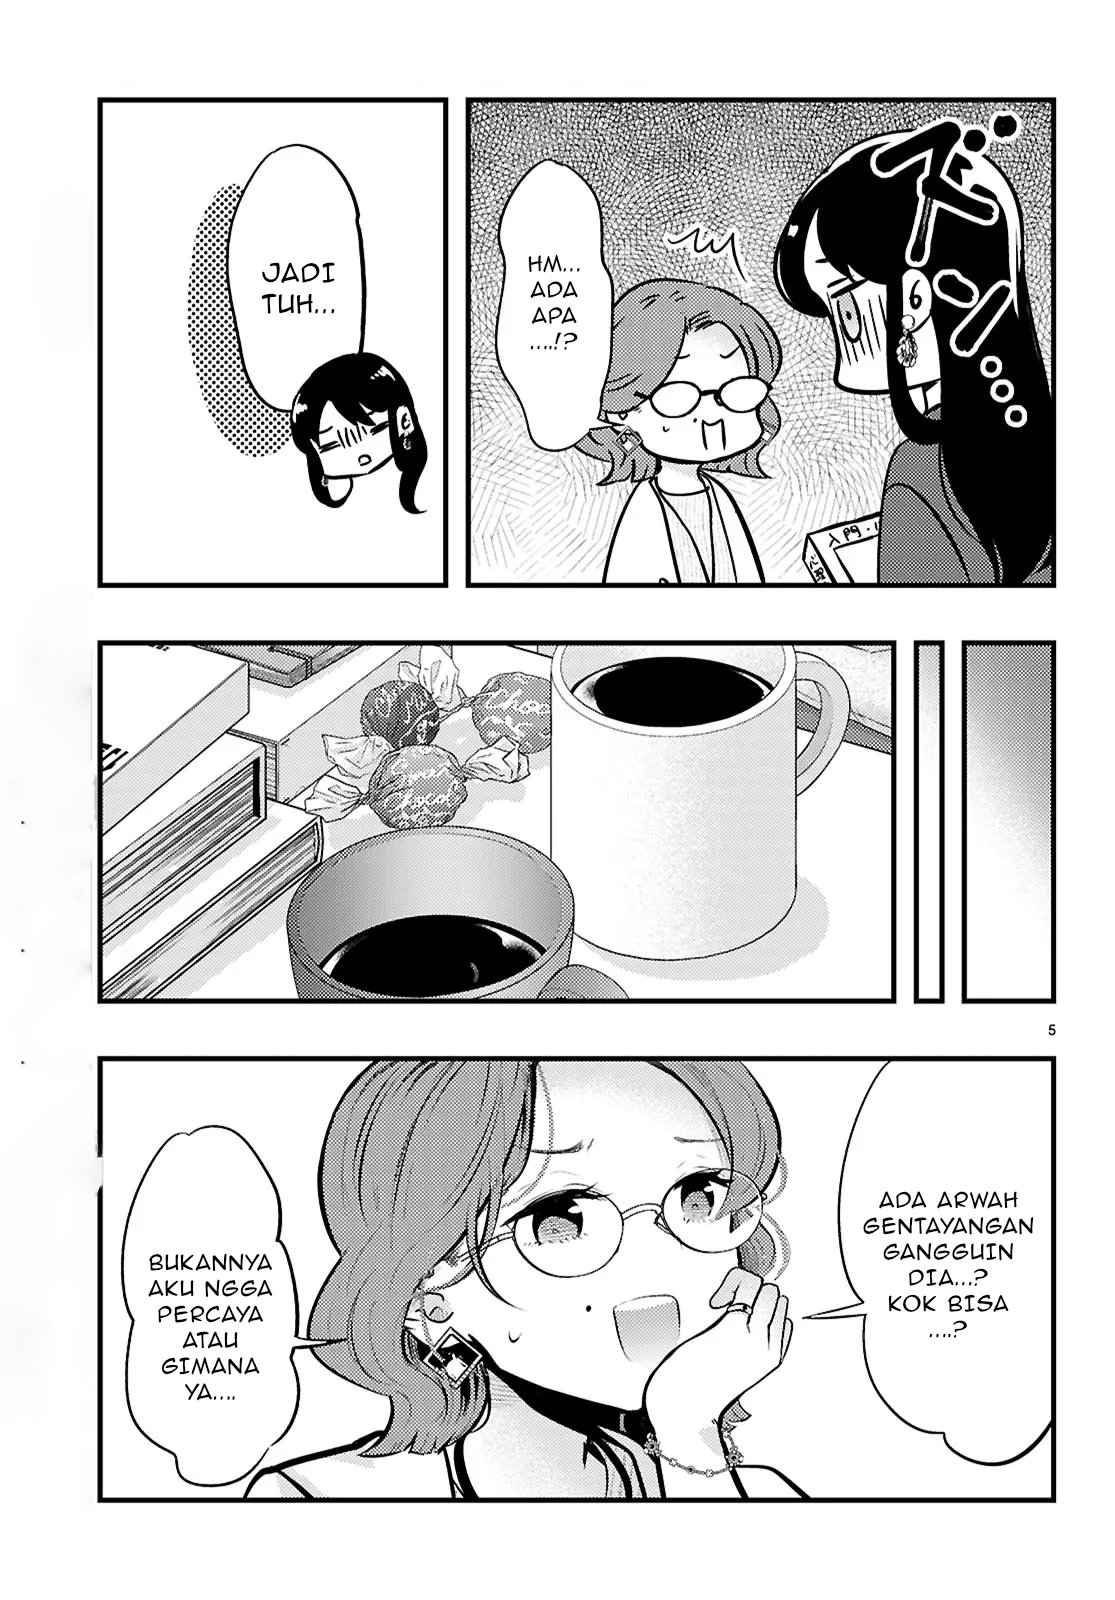 HM...
ADA
APA
....!?
ズーン...
JADI
TUH...
5
ADA ARWAH
GENTAYANGAN
GANGGUIN
DIA...?
KOK BISA
....?
BUKANNYA
AKU NGGA
PERCAYA
ATAU
GIMANA
YA....